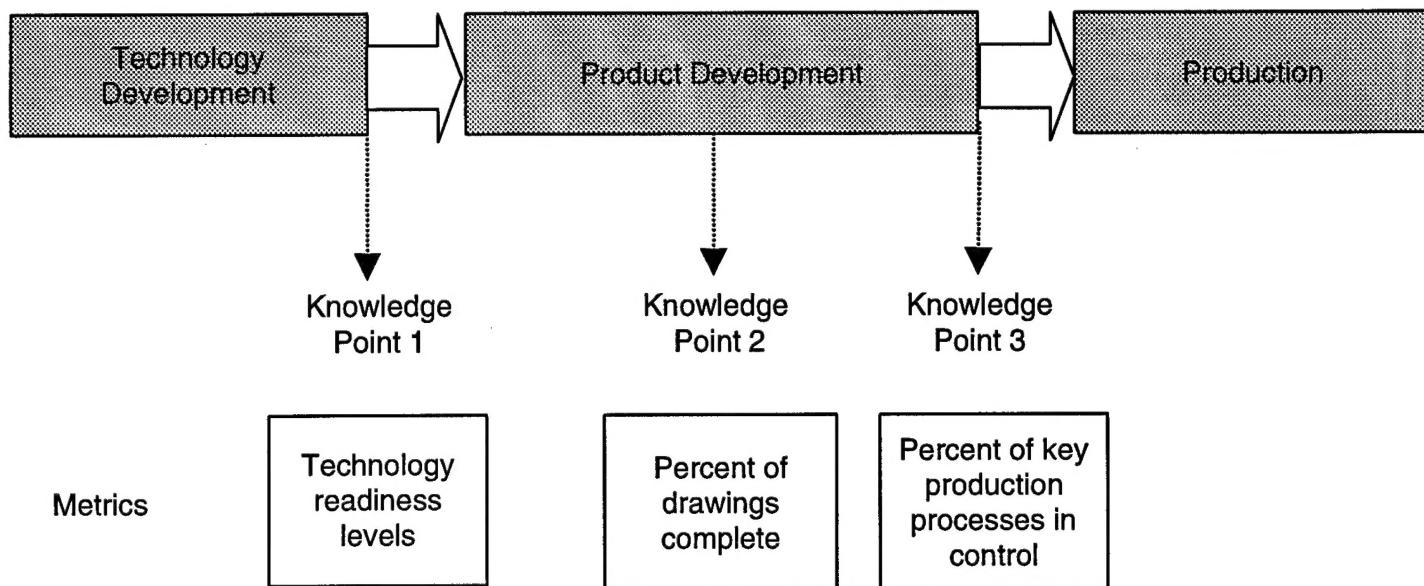 Technology
Development
Product Development
Production
Knowledge
Point 1
Knowledge
Point 2
Knowledge
Point 3
Metrics
Technology
readiness
levels
Percent of
drawings
complete
Percent of key
production
processes in
control